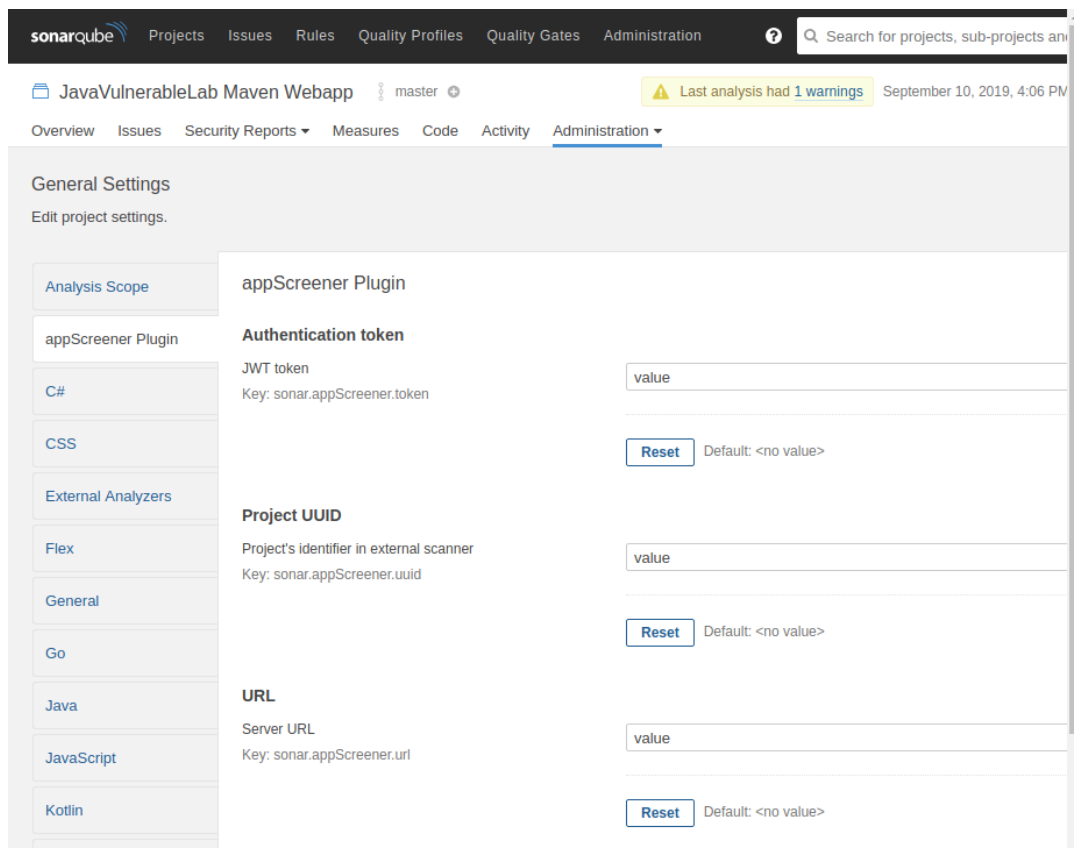 sonarqube Projects Issues Rules Quality Profiles Quality Gates Administration Search for projects, sub-projects
JavaVulnerableLab Maven Webapp master Last analysis had 1 warnings September 10, 2019, 4:06 PM
Overview Issues Security Reports Measures Code Activity Administration
General Settings
Edit project settings.
Analysis Scope
appScreener Plugin
C#
CSS
External Analyzers
Flex
General
Go
Java
JavaScript
Kotlin
appScreener Plugin
Authentication token
JWT token
Key: sonar.appScreener.token
value
Reset Default: <no value>
Project UUID
Project's identifier in external scanner
Key: sonar.appScreener.uuid
value
Reset Default: <no value>
URL
Server URL
Key: sonar.appScreener.url
value
Reset Default: <no value>